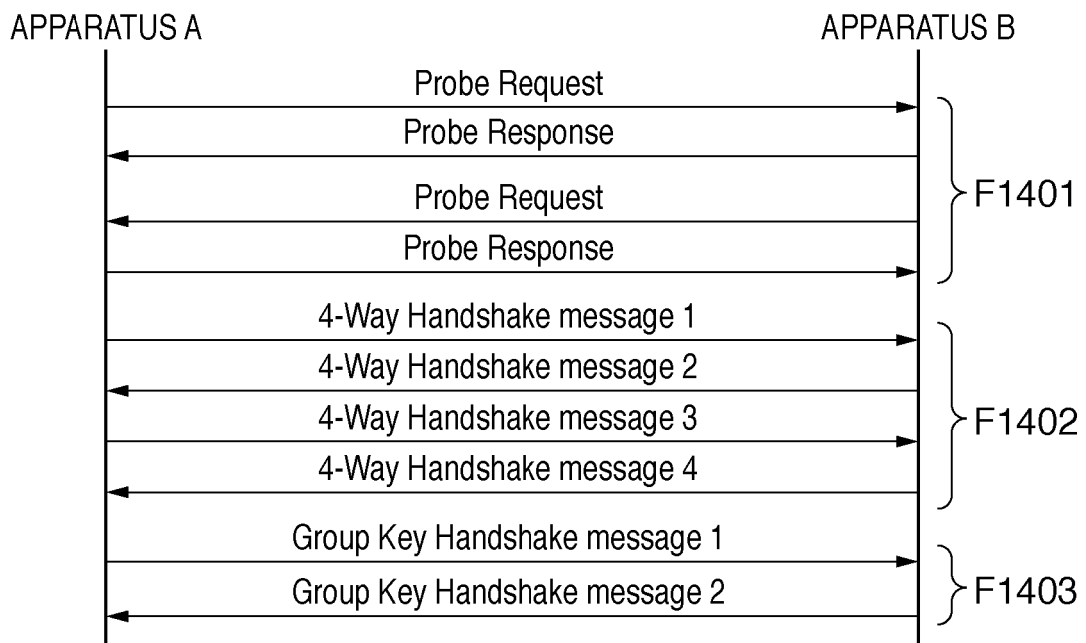 APPARATUS A
APPARATUS B
Probe Request
Probe Response
Probe Request
Probe Response
F1401
4-Way Handshake message 1
4-Way Handshake message 2
4-Way Handshake message 3
4-Way Handshake message 4
F1402
Group Key Handshake message 1
Group Key Handshake message 2
F1403